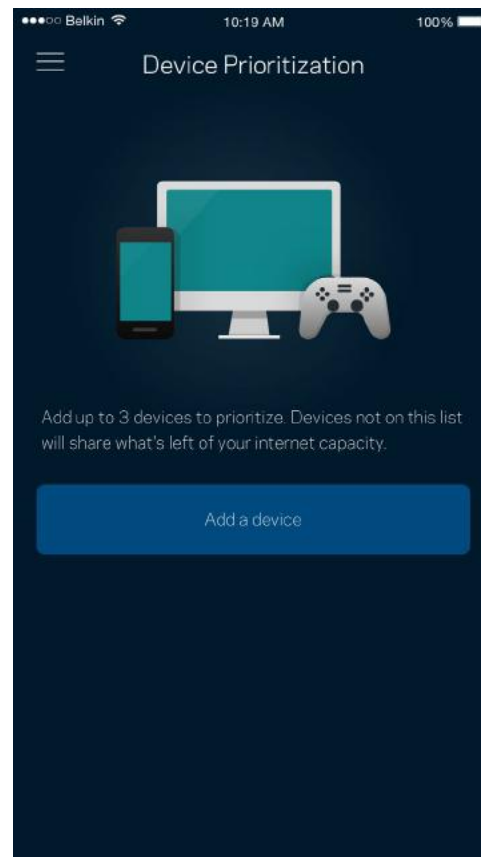 Belkin 10:19 AM 100%
Device Prioritization
Add up to 3 devices to prioritize. Devices not on this list
will share what's left of your internet capacity.
Add a device